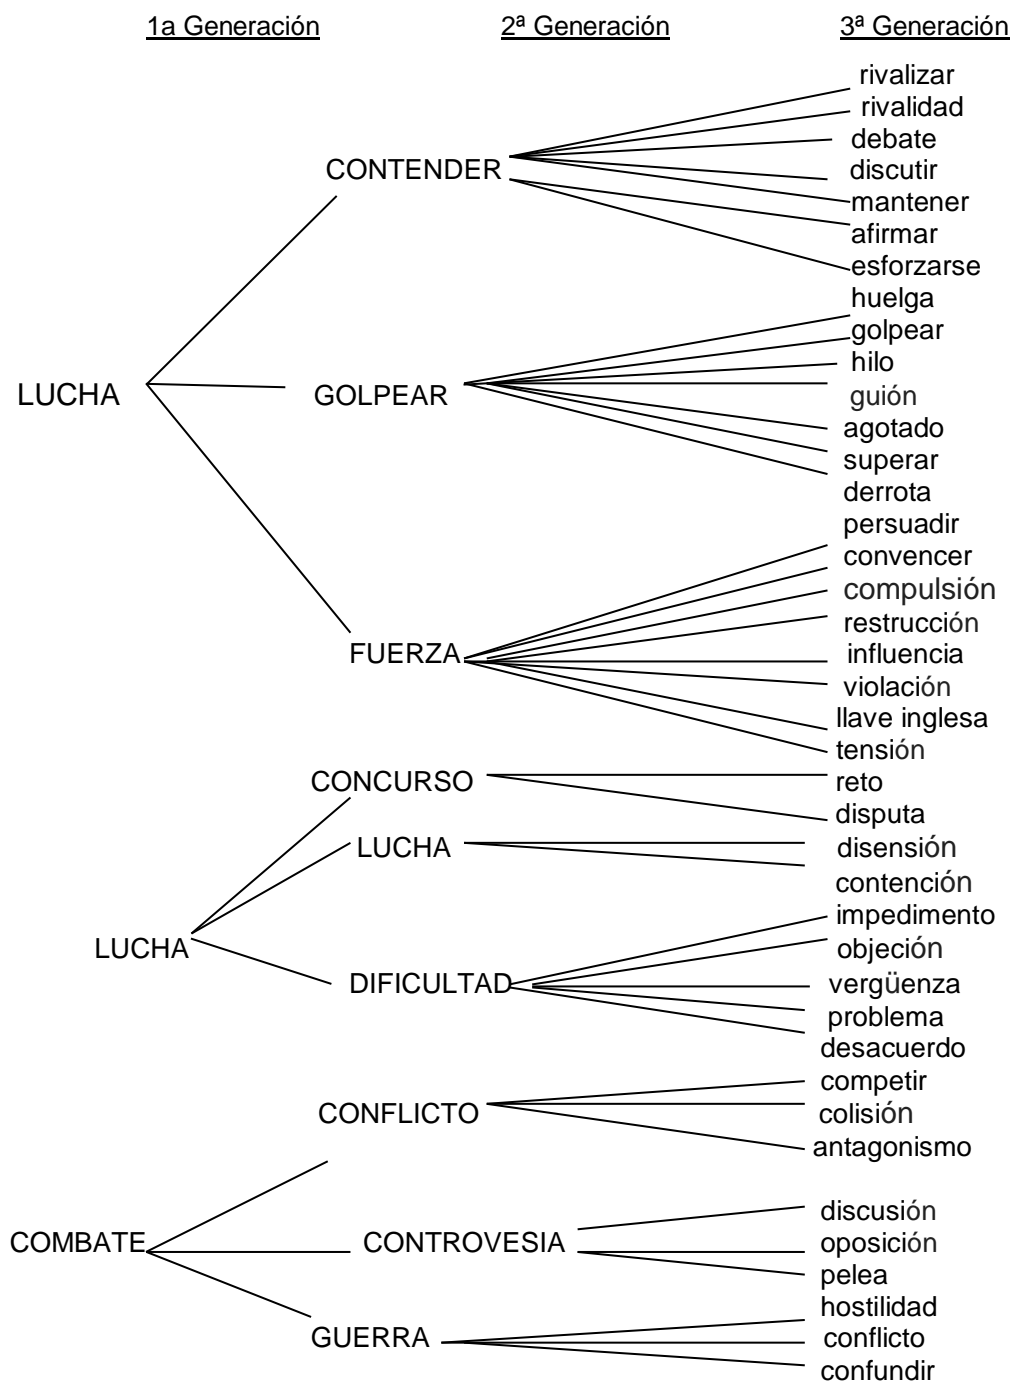 1a Generación 2ª Generación 3ª Generación
rivalizar
rivalidad
debate
CONTENDER
discutir
mantener
afirmar
esforzarse
huelga
golpear
hilo
LUCHA
GOLPEAR
guión
agotado
superar
derrota
persuadir
convencer
compulsión
restrucción
FUERZA
influencia
violación
llave inglesa
tensión
CONCURSO
reto
disputa
LUCHA
disensión
contención
impedimento
LUCHA
objeción
DIFICULTAD
vergüenza
problema
desacuerdo
competir
CONFLICTO
colisión
antagonismo
discusión
COMBATE
CONTROVESIA
oposición
pelea
hostilidad
GUERRA
conflicto
confundir